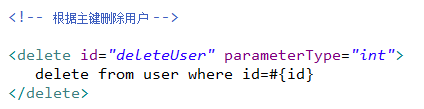 <!-- 根据主键删除用户 -->
<delete id="deleteUser" parameterType="int">
delete from user where id=#{id}
</delete>